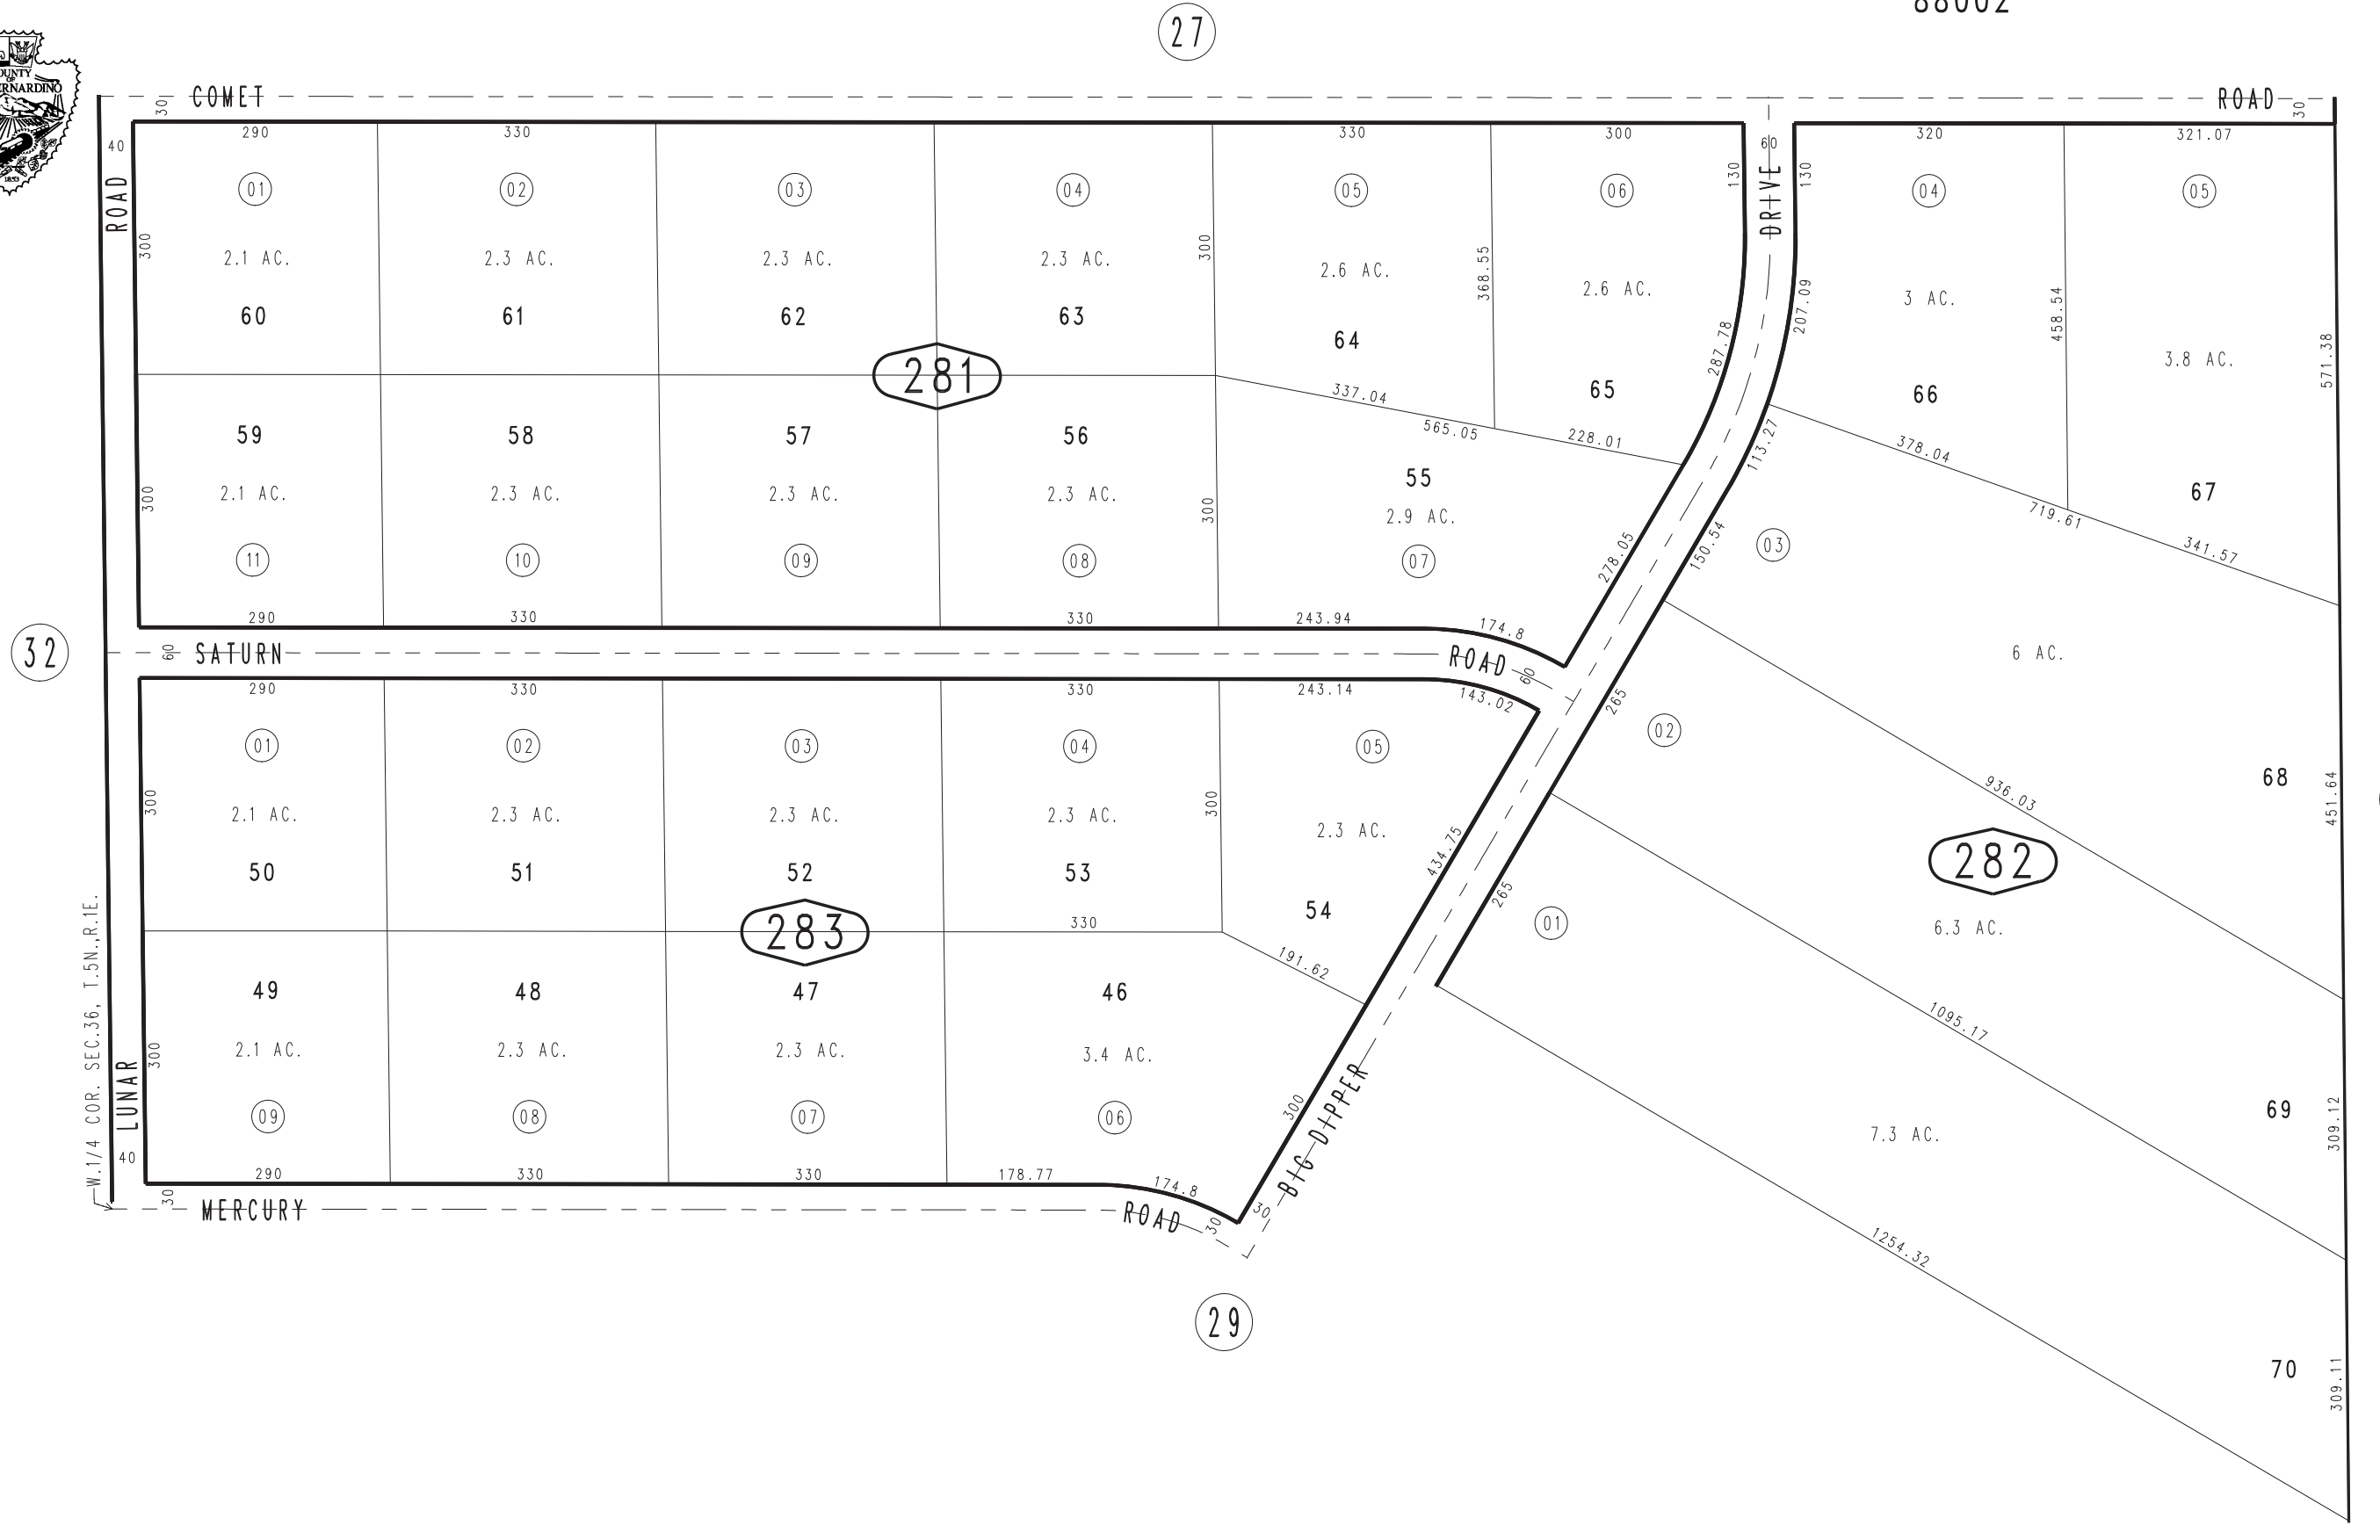 27
OUNTY
OF
ERNARDINO
1853
COMET ROAD
30 30
290 330 330 300 60 320 321.07
40
ROAD
DRIVE
130 130
01 02 03 04 05 06 04 05
300 300 368.55 287.78 207.09 458.54 571.38
2.1 AC. 2.3 AC. 2.3 AC. 2.3 AC. 2.6 AC. 2.6 AC. 3 AC. 3.8 AC.
60 61 62 63 64 65 66 67
281
337.04
565.05 228.01
113.27 378.04
719.61 341.57
59 58 57 56 55
300 300 278.05 150.54
2.1 AC. 2.3 AC. 2.3 AC. 2.3 AC. 2.9 AC.
11 10 09 08 07 03
6 AC.
290 330 330 243.94 174.8
32
60 SATURN ROAD 60
290 330 330 243.14 143.02
265
01 02 03 04 05 02
300 300 434.75 936.03 451.64
2.1 AC. 2.3 AC. 2.3 AC. 2.3 AC. 2.3 AC.
50 51 52 53 54 68
282
283
330
265
01
6.3 AC.
191.62
W.1/4 COR. SEC.36, T.5N.,R.1E.
49 48 47 46
1095.17
300
2.1 AC. 2.3 AC. 2.3 AC. 3.4 AC.
LUNAR
300
BIG DIPPER
09 08 07 06
69
309.12
7.3 AC.
40
290 330 330 178.77 174.8
30 MERCURY ROAD 30 30
1254.32
29
70
309.11